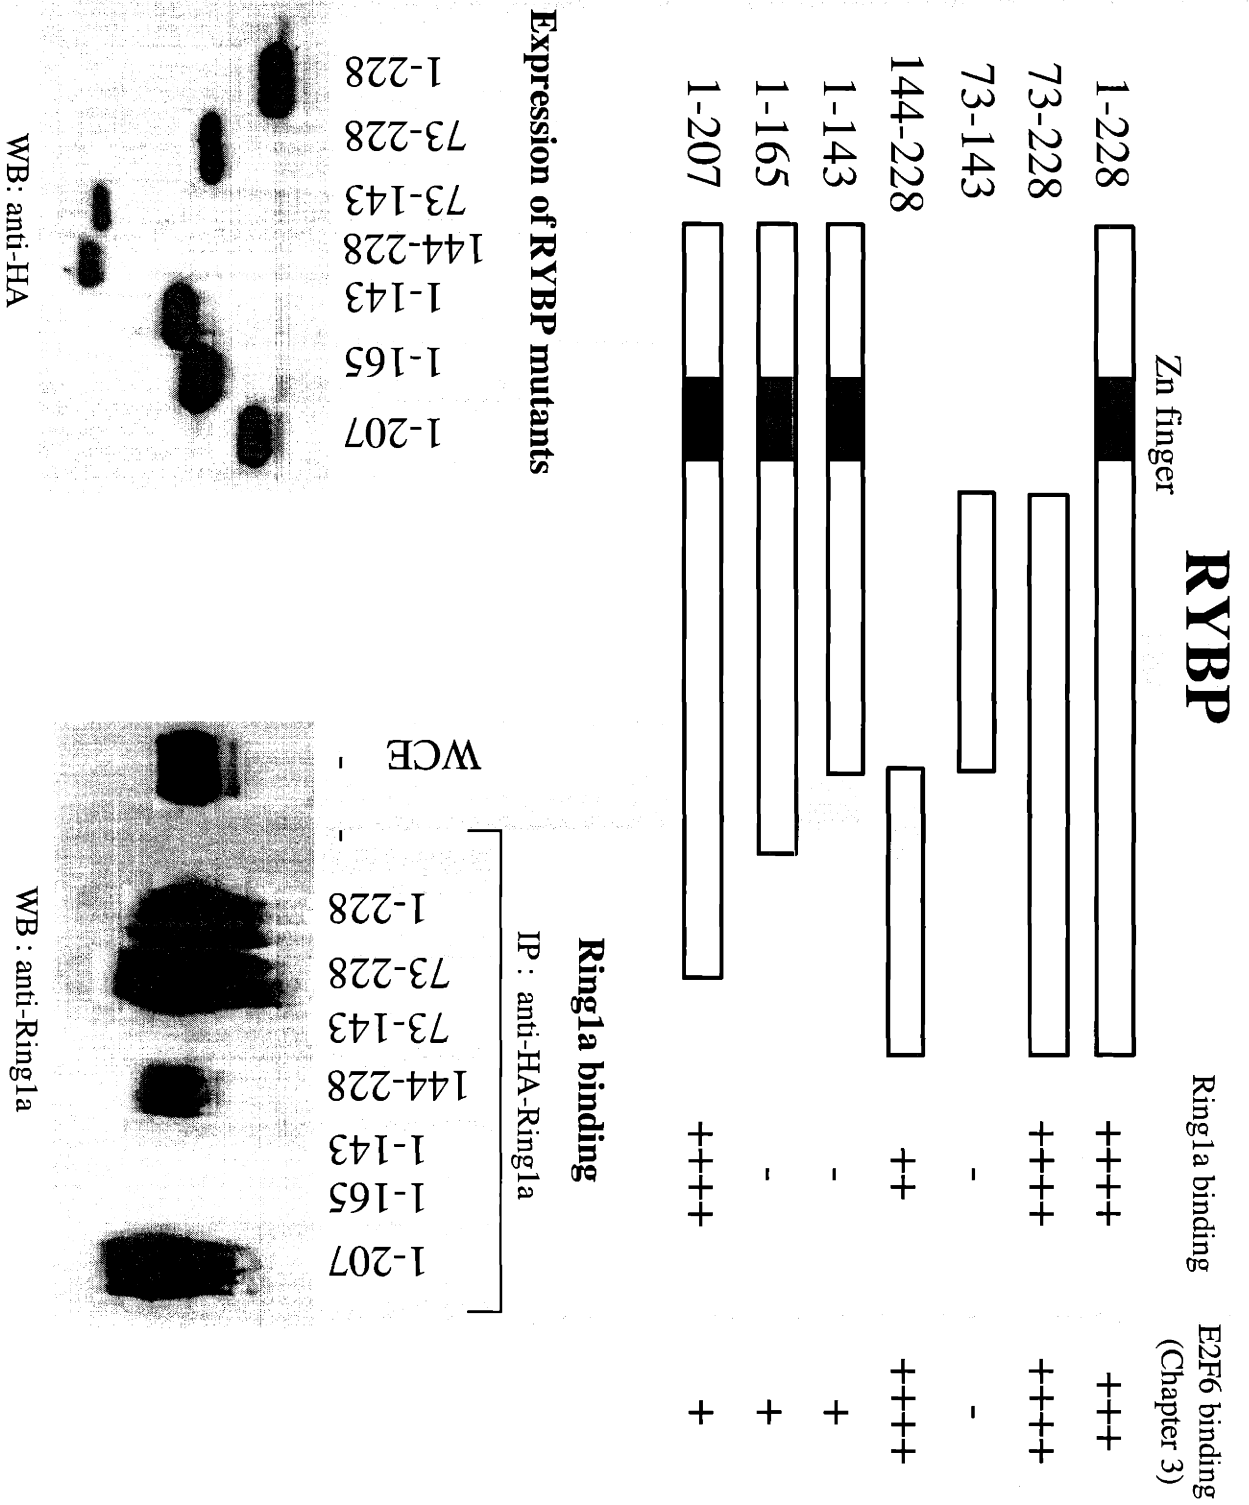 RYBP
Zn finger
Ring1a binding
E2F6 binding
(Chapter 3)
1-228 ++++ +++
73-228 ++++ ++++
73-143 - -
144-228 ++ ++++
1-143 - +
1-165 - +
1-207 ++++ +
Expression of RYBP mutants
1-228
73-228
73-143
144-228
1-143
1-165
1-207
WB: anti-HA
Ring1a binding
IP : anti-HA-Ring1a
WCE
-
-
1-228
73-228
73-143
144-228
1-143
1-165
1-207
WB : anti-Ring1a